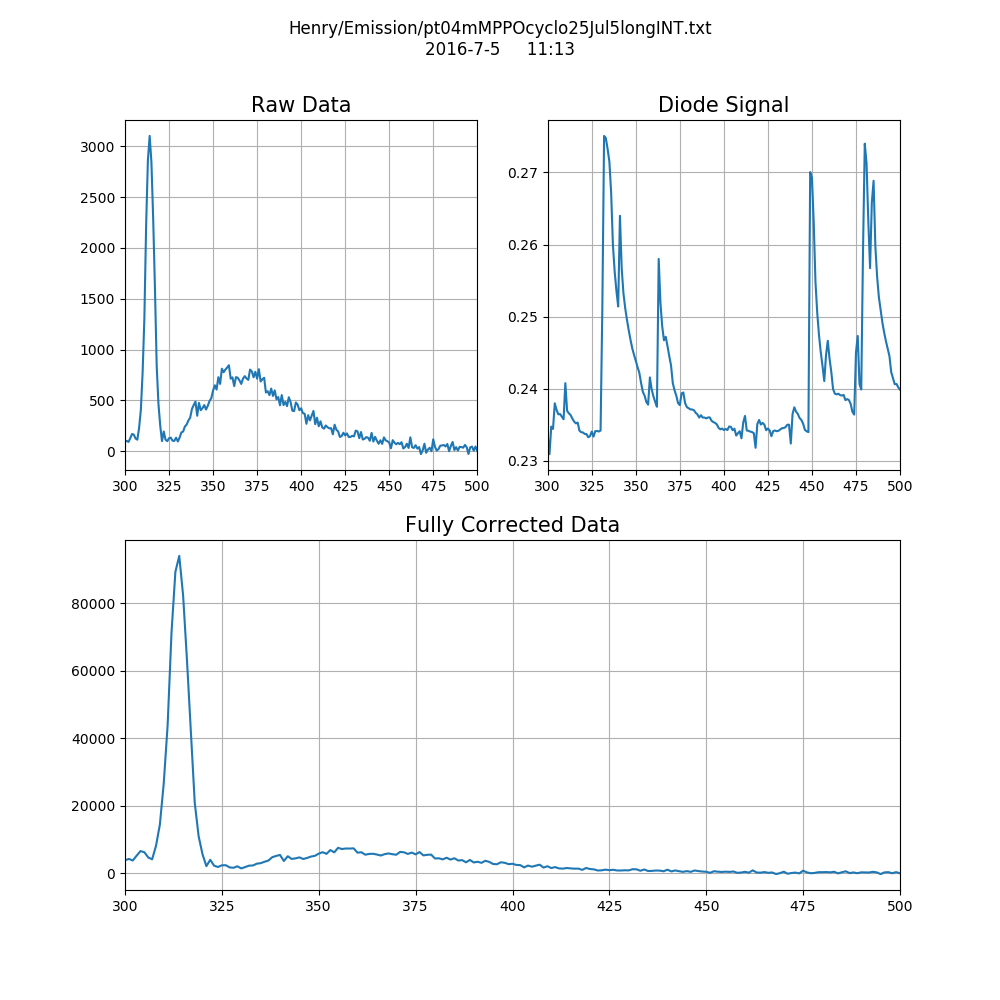 Henry/Emission/pt04mMPPOcyclo25Jul5longINT.txt
2016-7-5 11:13
Raw Data
Diode Signal
3000
2500
2000
1500
1000
500
0
300 325 350 375 400 425 450 475 500
0.27
0.26
0.25
0.24
0.23
300 325 350 375 400 425 450 475 500
Fully Corrected Data
80000
60000
40000
20000
0
300 325 350 375 400 425 450 475 500